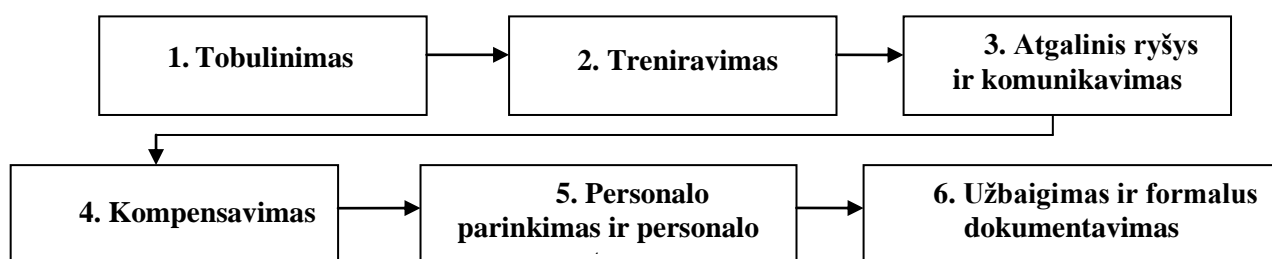 1. Tobulinimas
2. Treniravimas
3. Atgalinis ryšys
ir komunikavimas
4. Kompensavimas
5. Personalo
parinkimas ir personalo
6. Užbaigimas ir formalus
dokumentavimas